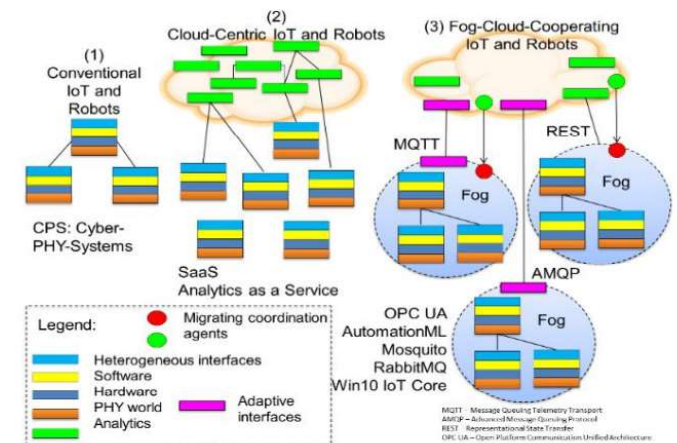 (1)
Conventional
IoT and
Robots
CPS: Cyber-
PHY-Systems
(2)
Cloud-Centric IoT and Robots
SaaS
Analytics as a Service
(3) Fog-Cloud-Cooperating
IoT and Robots
MQTT
REST
Fog
Fog
AMQP
Fog
OPC UA
AutomationML
Mosquito
RabbitMQ
Win10 IoT Core
Legend:
Migrating coordination
agents
Heterogeneous interfaces
Software
Hardware
PHY world
Analytics
Adaptive
interfaces
MQTT – Message Queuing Telemetry Transport
AMQP – Advanced Message Queuing Protocol
REST Representational State Transfer
OPC UA – Open Platform Communication Unified Architecture